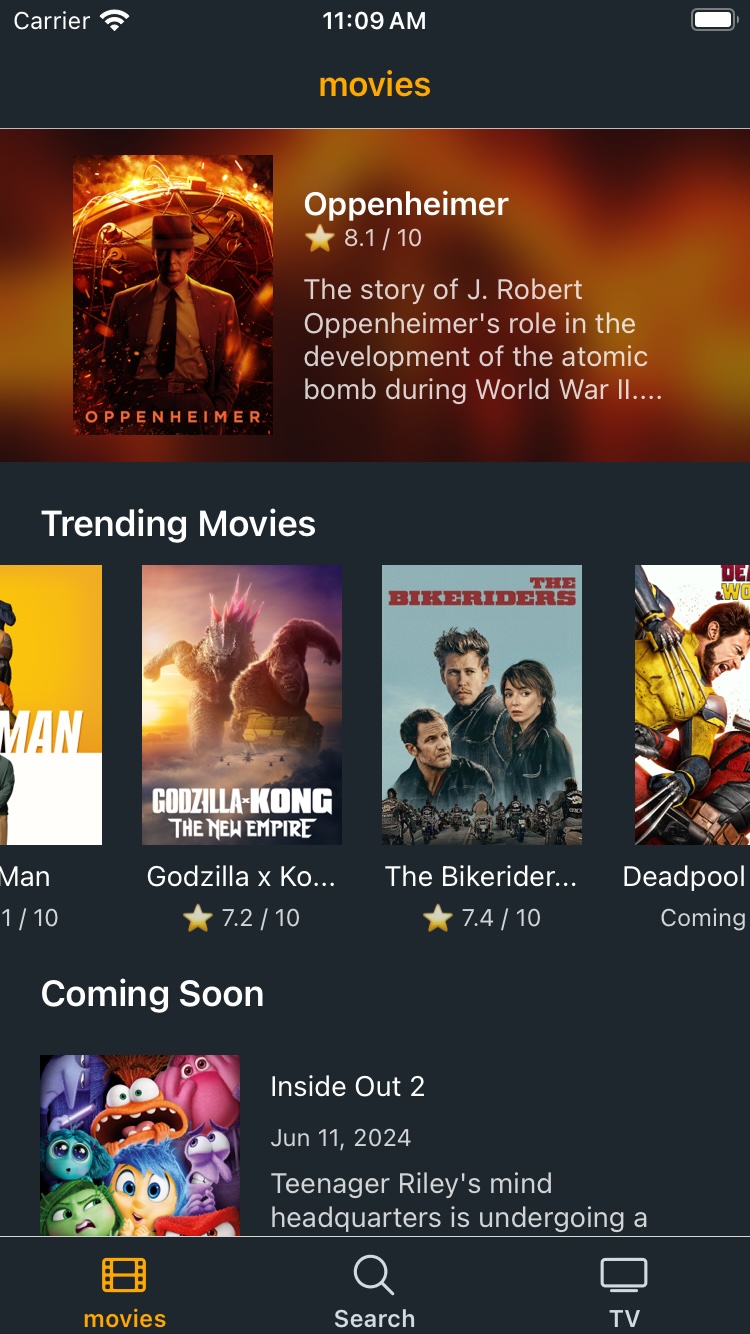 Carrier 11:09 AM
movies
Oppenheimer
8.1 / 10
The story of J. Robert
Oppenheimer's role in the
development of the atomic
bomb during World War II....
OPPENHEIMER
Trending Movies
MAN
GODZILLA x KONG
THE NEW EMPIRE
THE
BIKERIDERS
Man
Godzilla x Ko...
The Bikerider...
Deadpool
1 / 10
7.2 / 10
7.4 / 10
Coming
Coming Soon
Inside Out 2
Jun 11, 2024
Teenager Riley's mind
headquarters is undergoing a
movies
Search
TV